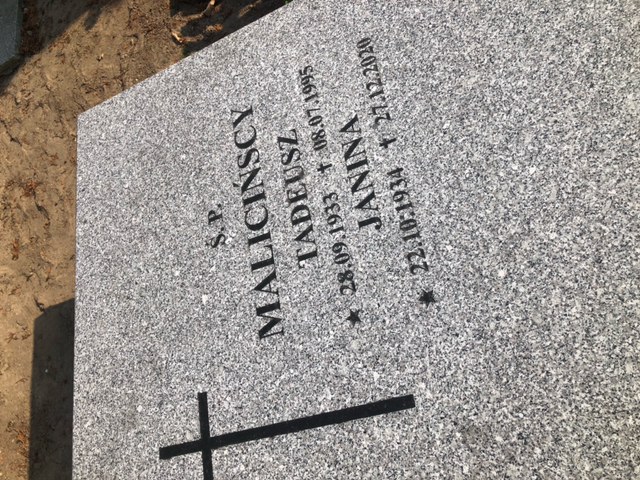 Ś. P.
MALICIŃSCY
TADEUSZ
★ 28.09.1933 † 08.07.1995
JANINA
★ 22.10.1934 † 27.12.2020